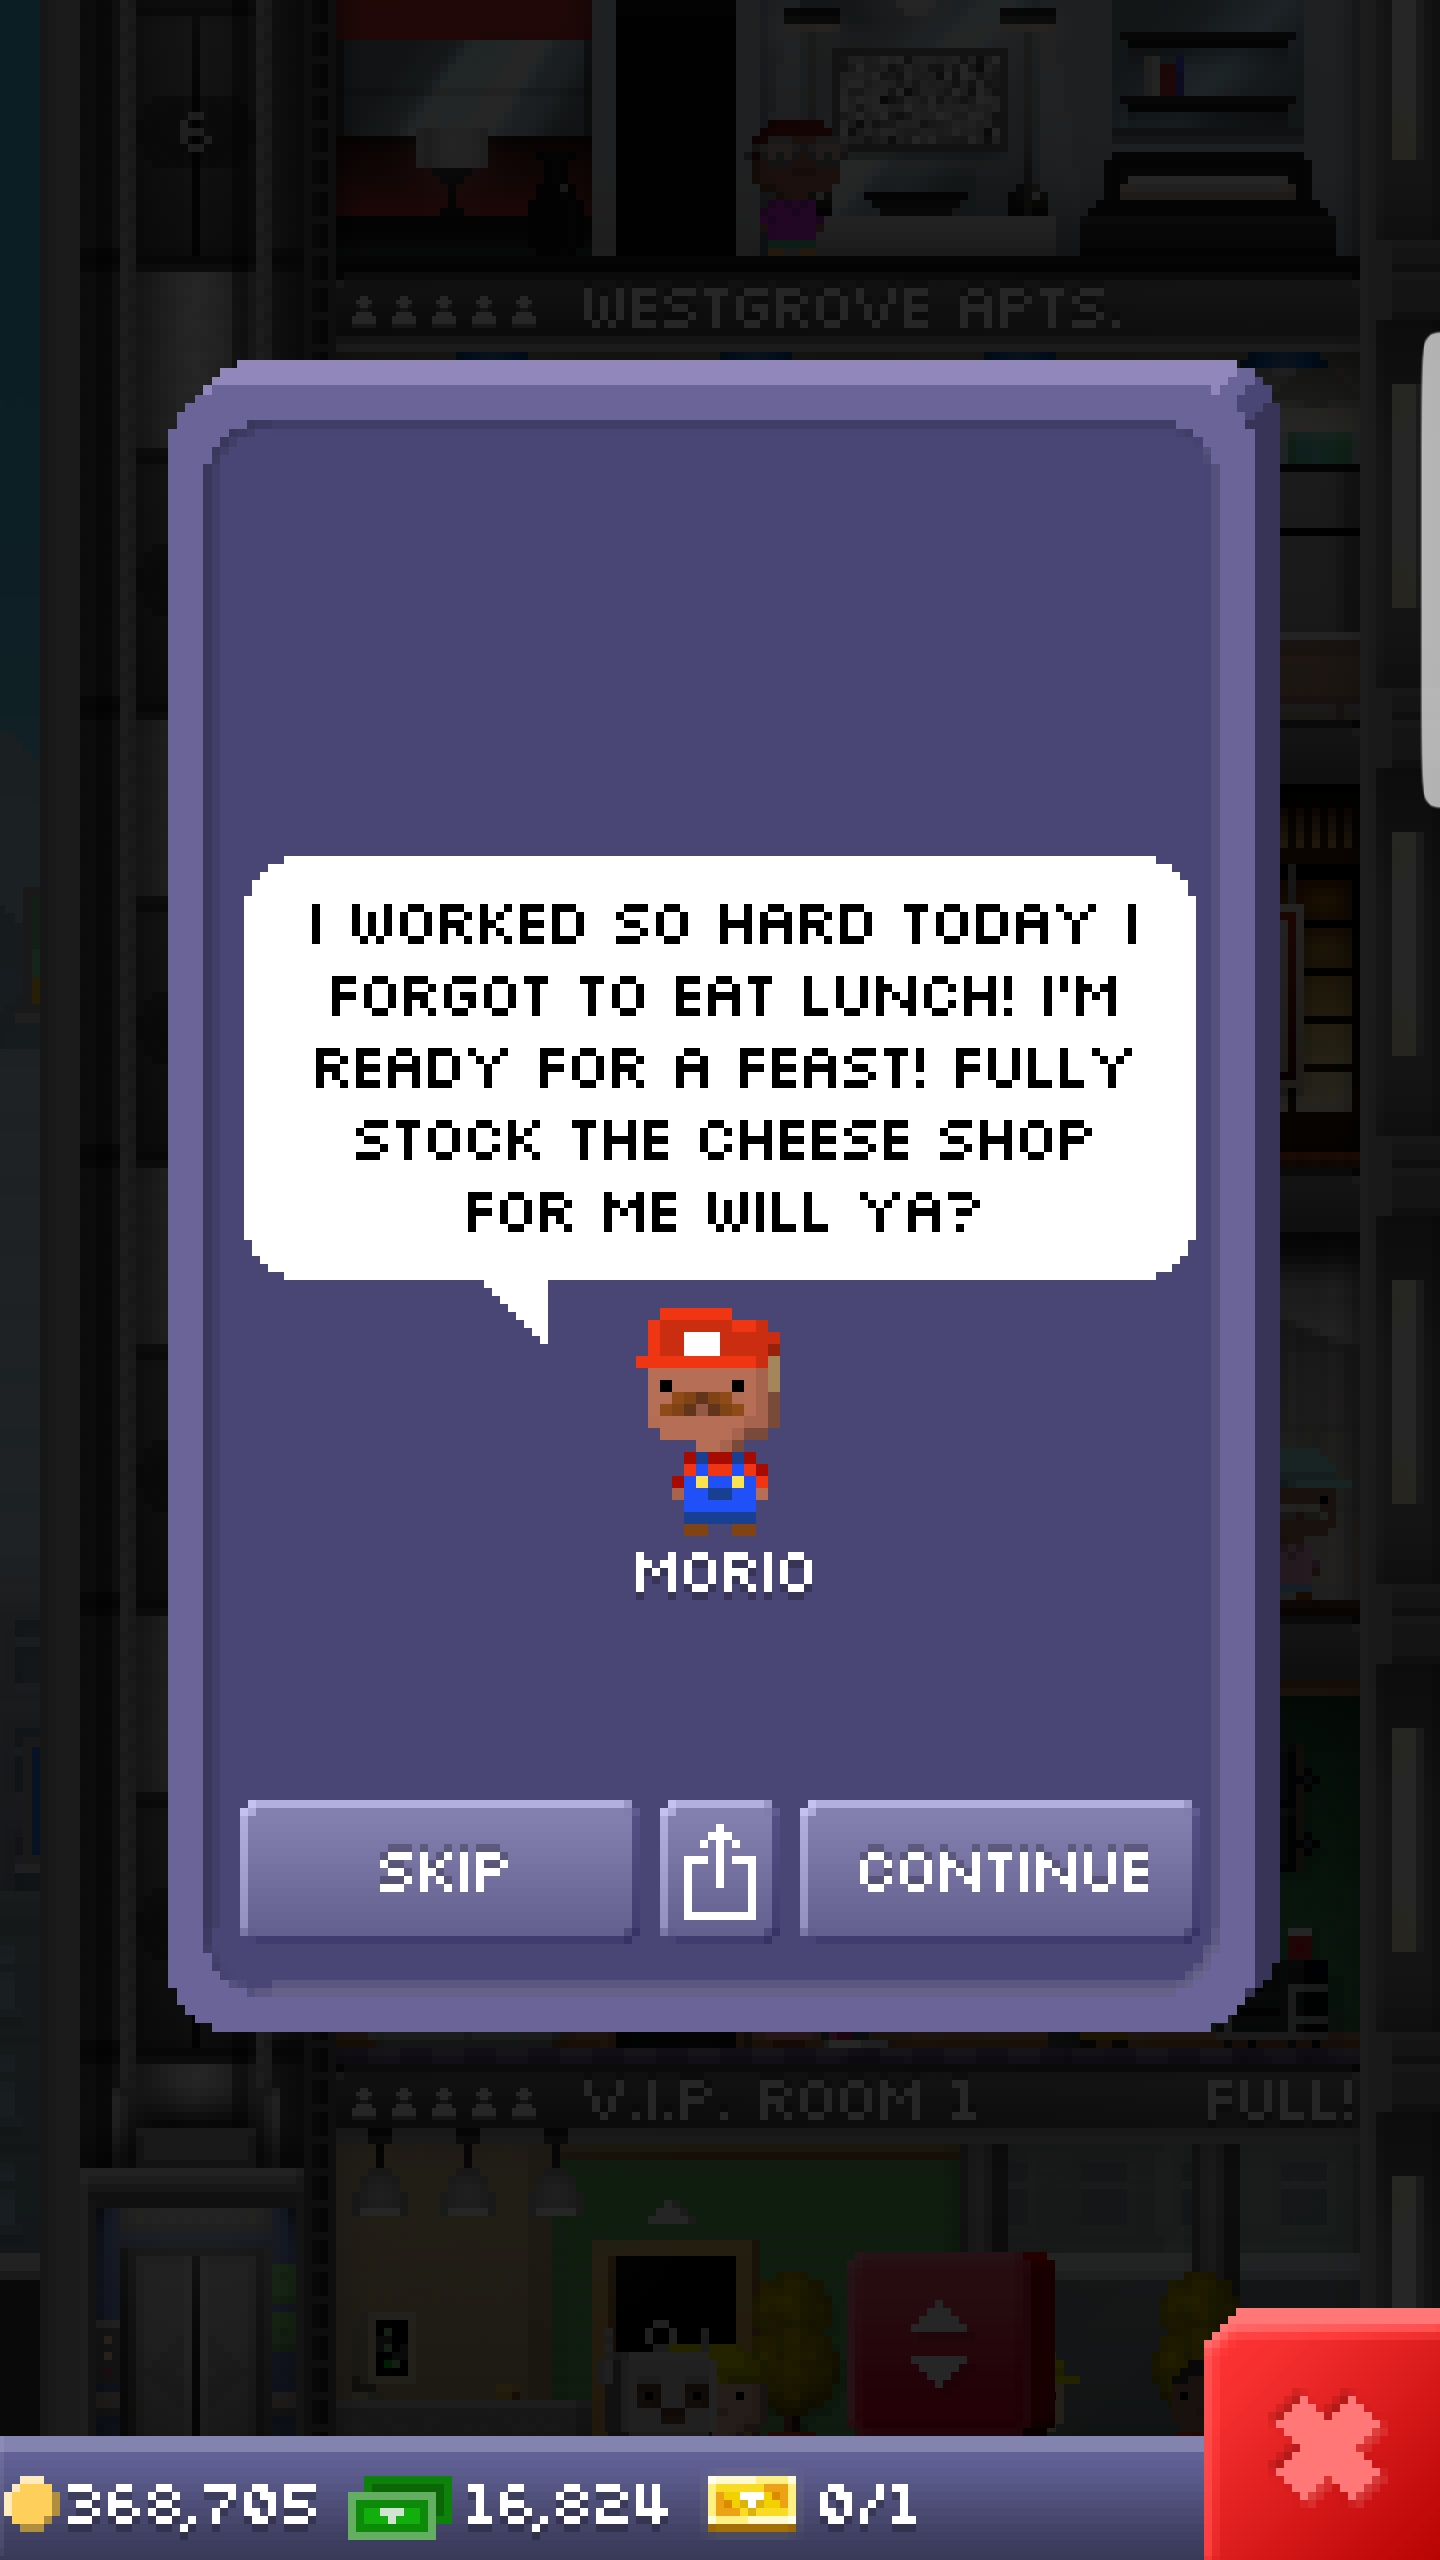 6
WESTGROVE APTS.
I WORKED SO HARD TODAY I
FORGOT TO EAT LUNCH! I'M
READY FOR A FEAST! FULLY
STOCK THE CHEESE SHOP
FOR ME WILL YA?
MORIO
SKIP
CONTINUE
V.I.P. ROOM 1 FULL!
368,705 16,824 0/1